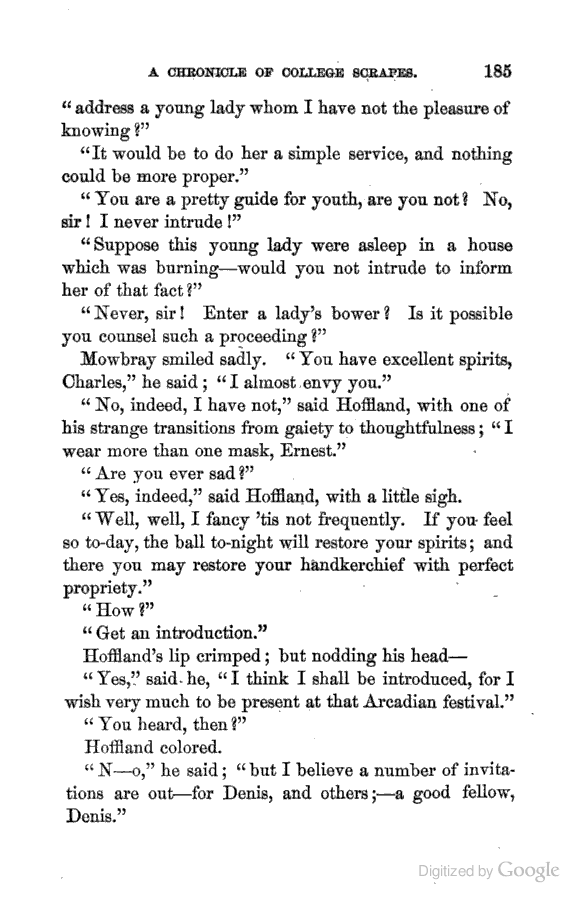 A CHRONICLE OF COLLEGE SCRAPES. 185
“address a young lady whom I have not the pleasure of
knowing?”
“It would be to do her a simple service, and nothing
could be more proper.”
“You are a pretty guide for youth, are you not? No,
sir! I never intrude!”
“Suppose this young lady were asleep in a house
which was burning—would you not intrude to inform
her of that fact?”
“Never, sir! Enter a lady’s bower? Is it possible
you counsel such a proceeding?”
Mowbray smiled sadly. “You have excellent spirits,
Charles,” he said; “I almost envy you.”
“No, indeed, I have not,” said Hoffland, with one of
his strange transitions from gaiety to thoughtfulness; “I
wear more than one mask, Ernest.”
“Are you ever sad?”
“Yes, indeed,” said Hoffland, with a little sigh.
“Well, well, I fancy ’tis not frequently. If you feel
so to-day, the ball to-night will restore your spirits; and
there you may restore your handkerchief with perfect
propriety.”
“How?”
“Get an introduction.”
Hoffland’s lip crimped; but nodding his head—
“Yes,” said he, “I think I shall be introduced, for I
wish very much to be present at that Arcadian festival.”
“You heard, then?”
Hoffland colored.
“N—o,” he said; “but I believe a number of invita-
tions are out—for Denis, and others;—a good fellow,
Denis.”
Digitized by Google